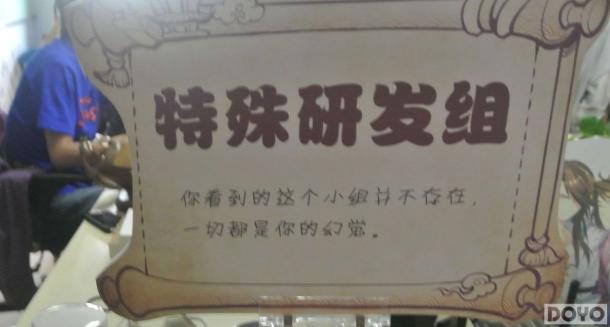 特殊研发组
你看到的这个小组并不存在,
一切都是你的幻觉。
DOYO